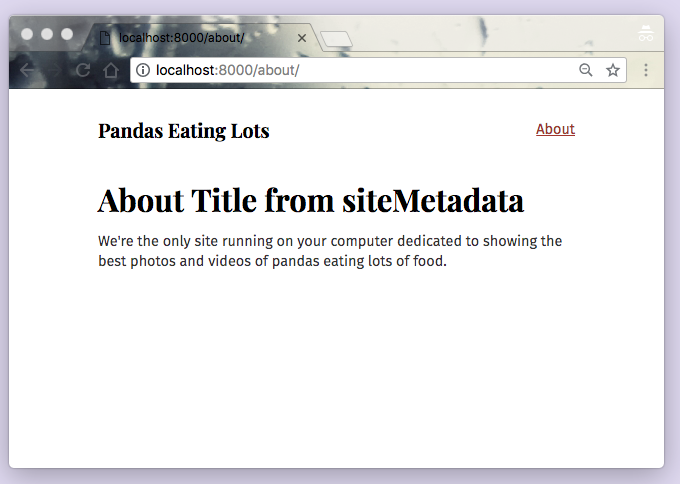 localhost:8000/about/
localhost:8000/about/
Pandas Eating Lots
About
About Title from siteMetadata
We're the only site running on your computer dedicated to showing the
best photos and videos of pandas eating lots of food.